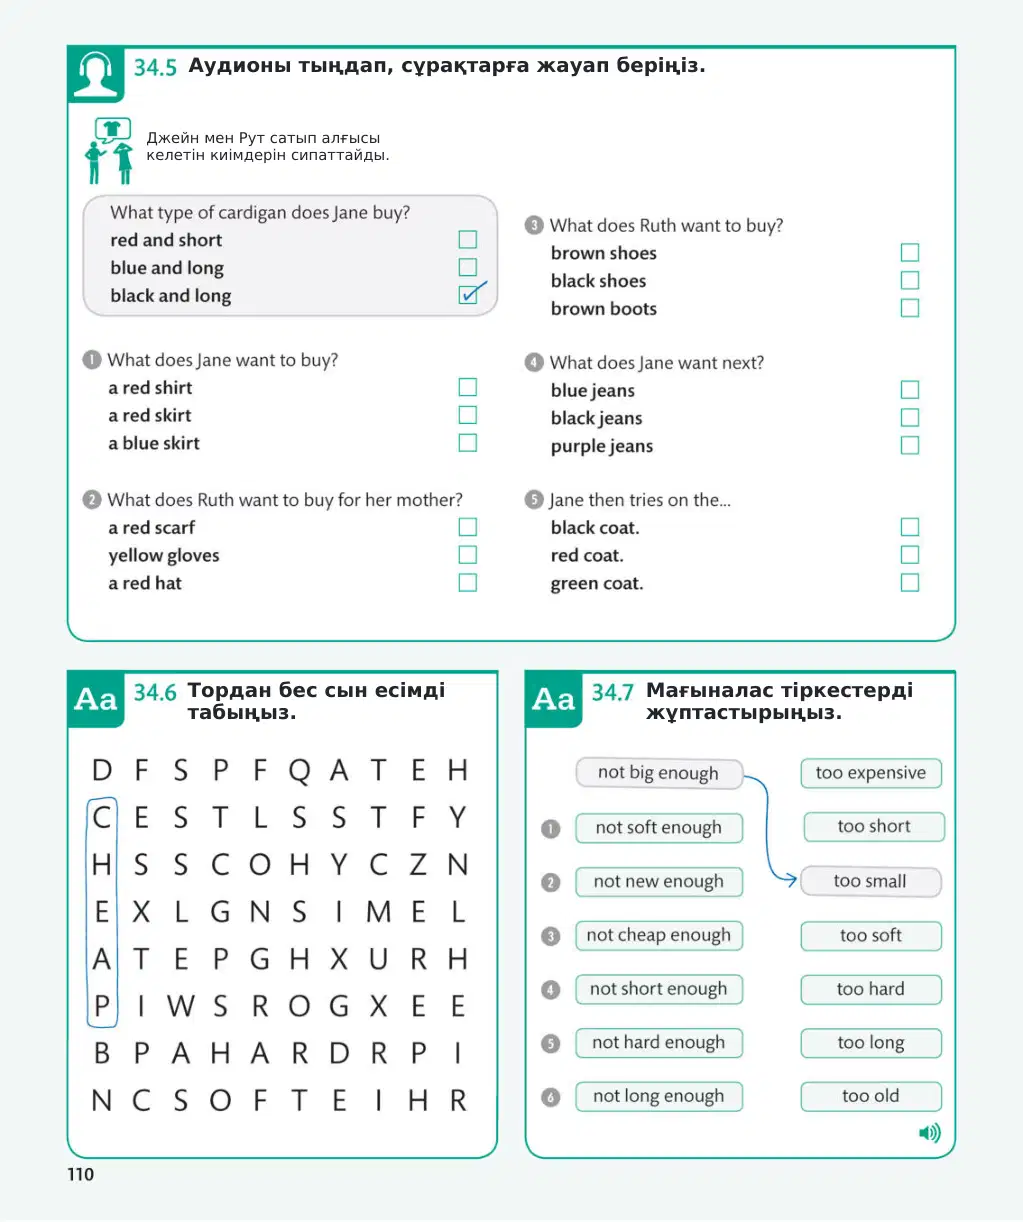 34.5 Аудионы тыңдап, сұрақтарға жауап беріңіз.
Джейн мен Рут сатып алғысы
келетін киімдерін сипаттайды.
What type of cardigan does Jane buy?
red and short
blue and long
black and long
1 What does Jane want to buy?
a red shirt
a red skirt
a blue skirt
2 What does Ruth want to buy for her mother?
a red scarf
yellow gloves
a red hat
3 What does Ruth want to buy?
brown shoes
black shoes
brown boots
4 What does Jane want next?
blue jeans
black jeans
purple jeans
5 Jane then tries on the...
black coat.
red coat.
green coat.
Aa 34.6 Тордан бес сын есімді
табыңыз.
D F S P F Q A T E H
C E S T L S S T F Y
H S S C O H Y C Z N
E X L G N S I M E L
A T E P G H X U R H
P I W S R O G X E E
B P A H A R D R P I
N C S O F T E I H R
Aa 34.7 Мағыналас тіркестерді
жұптастырыңыз.
not big enough too expensive
1 not soft enough too short
2 not new enough too small
3 not cheap enough too soft
4 not short enough too hard
5 not hard enough too long
6 not long enough too old
110